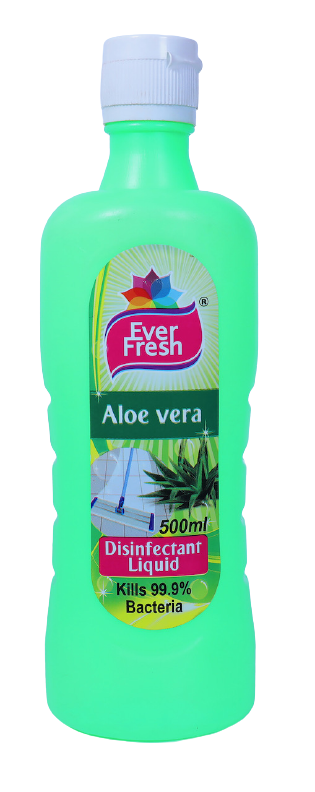 Ever
Fresh
®
Aloe vera
500ml
Disinfectant
Liquid
Kills 99.9%
Bacteria